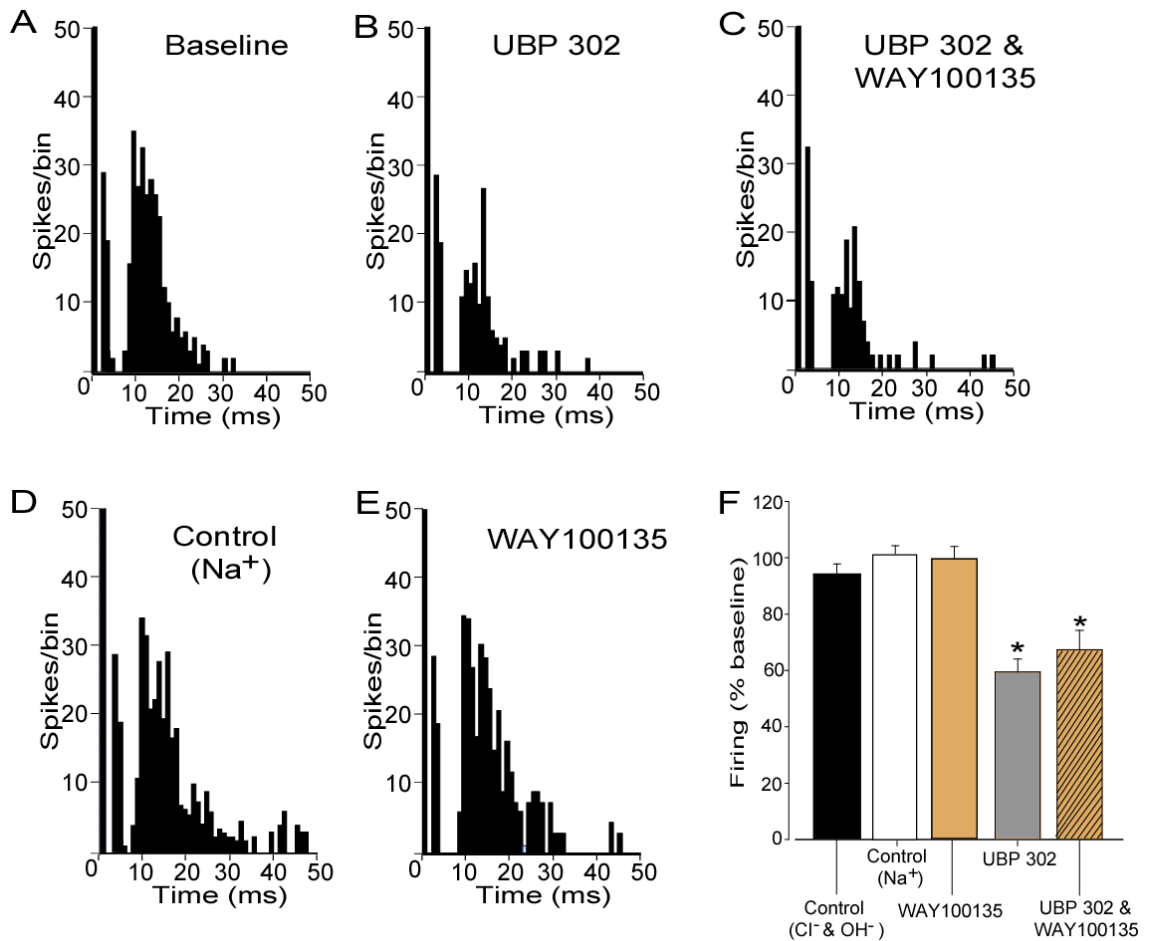 A
Baseline
50
40
30
20
10
Spikes/bin
0 10 20 30 40 50
Time (ms)
B
UBP 302
50
40
30
20
10
Spikes/bin
0 10 20 30 40 50
Time (ms)
C
UBP 302 &
WAY100135
50
40
30
20
10
Spikes/bin
0 10 20 30 40 50
Time (ms)
D
Control
(Na+)
50
40
30
20
10
Spikes/bin
0 10 20 30 40 50
Time (ms)
E
WAY100135
50
40
30
20
10
Spikes/bin
0 10 20 30 40 50
Time (ms)
F
120
100
80
60
40
20
0
Firing (% baseline)
*
*
Control
(Na+)
UBP 302
Control
(Cl- & OH- )
WAY100135
UBP 302 &
WAY100135